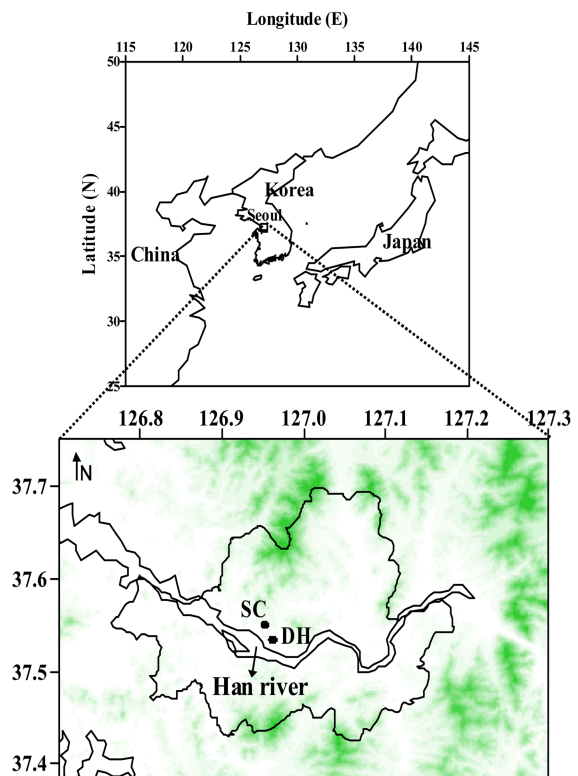 Longitude (E)
115 120 125 130 135 140 145
50
45
40
35
30
25
Latitude (N)
Korea
Seoul
China
Japan
126.8 126.9 127.0 127.1 127.2 127.3
N
37.7
37.6
37.5
37.4
SC
DH
Han river